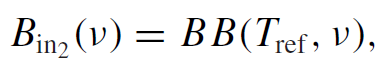 B_{in_2}(ν) = BB(T_{ref}, ν),